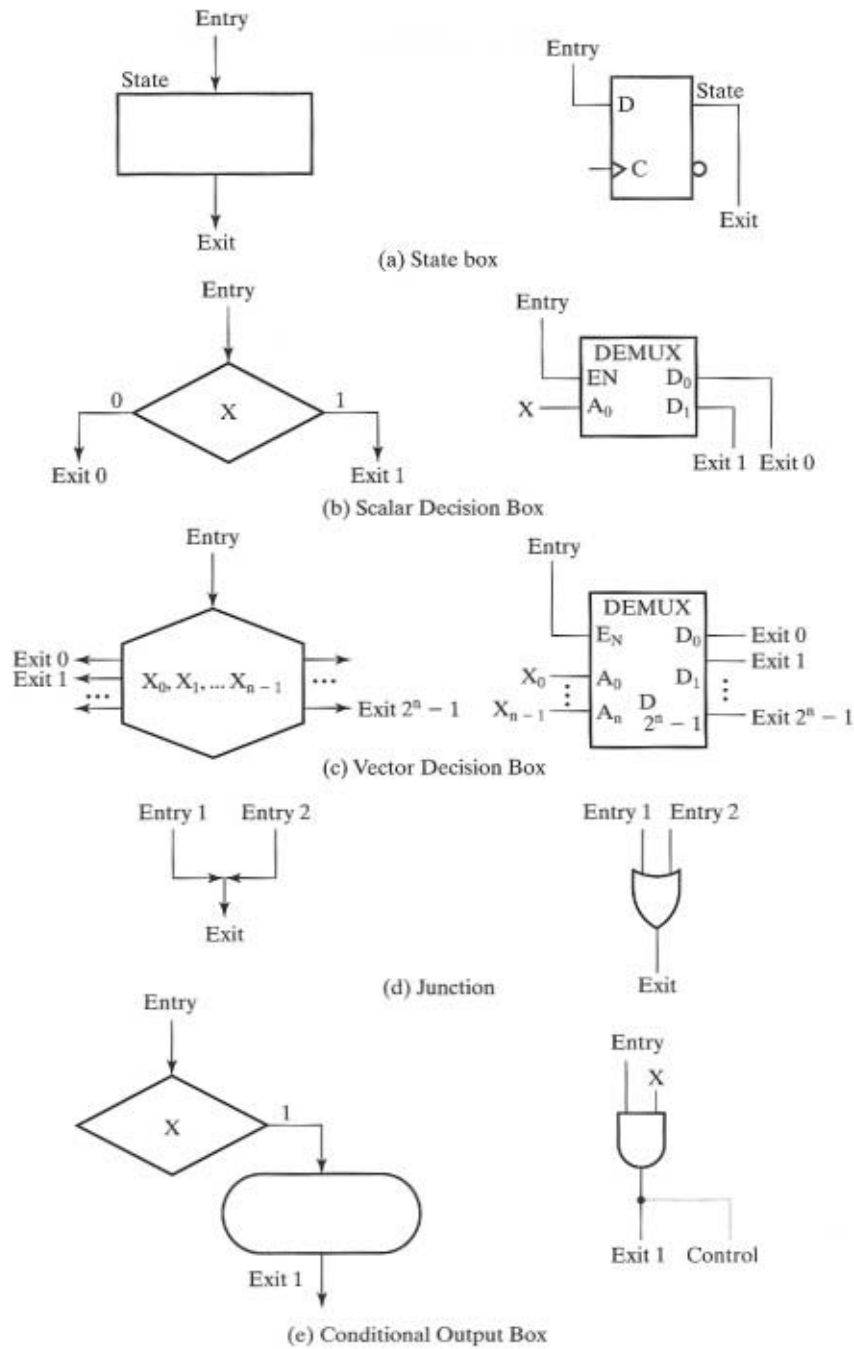 Entry
State
Exit
Entry
D
State
C
Exit
(a) State box
Entry
0
X
1
Exit 0
Exit 1
Entry
DEMUX
EN D₀
X A₀ D₁
Exit 1 Exit 0
(b) Scalar Decision Box
Entry
Exit 0
Exit 1
...
X₀, X₁, ... Xₙ ₋ ₁
...
Exit 2ⁿ − 1
Entry
DEMUX
E_N D₀ Exit 0
Exit 1
X₀ A₀ D₁
Xₙ ₋ ₁ Aₙ D
2ⁿ − 1 Exit 2ⁿ − 1
(c) Vector Decision Box
Entry 1 Entry 2
Exit
Entry 1 Entry 2
Exit
(d) Junction
Entry
X
1
Exit 1
Entry
X
Exit 1 Control
(e) Conditional Output Box